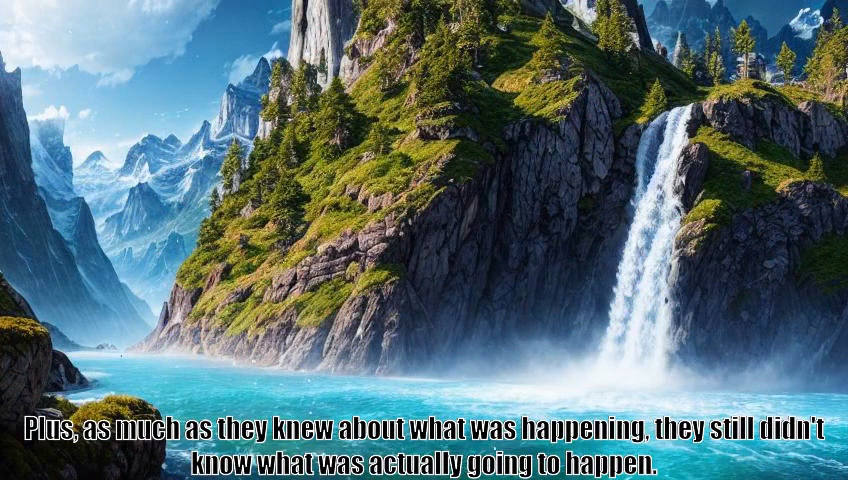 Plus, as much as they knew about what was happening, they still didn't
know what was actually going to happen.